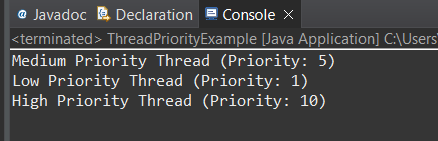 @ Javadoc Declaration Console
<terminated> ThreadPriorityExample [Java Application] C:\Users
Medium Priority Thread (Priority: 5)
Low Priority Thread (Priority: 1)
High Priority Thread (Priority: 10)